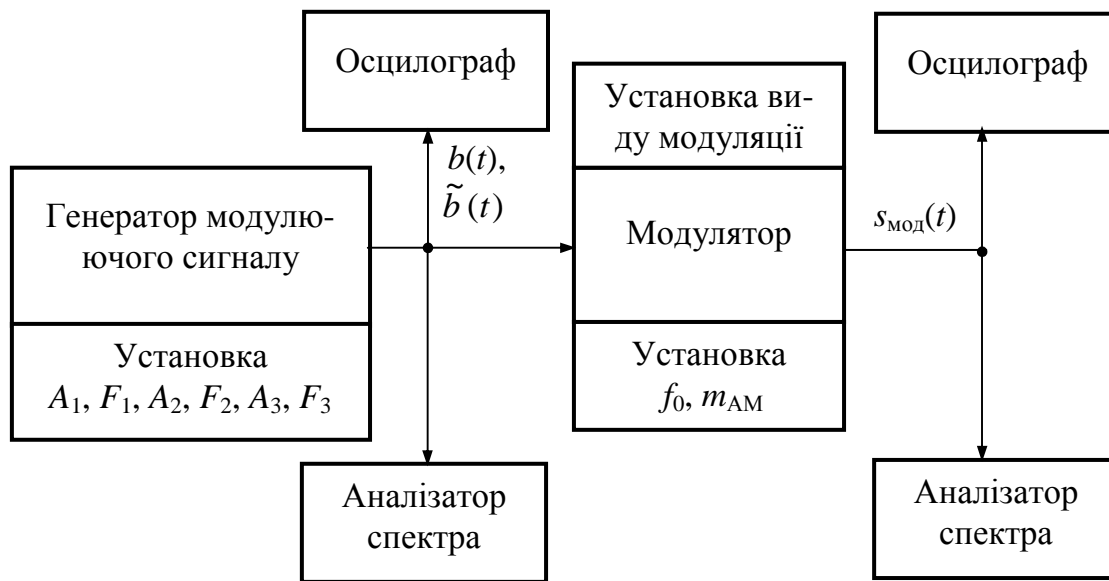 Осцилограф
Осцилограф
Установка ви-
ду модуляції
b(t),
b̃(t)
Генератор модулю-
ючого сигналу
Модулятор
sмод(t)
Установка
A1, F1, A2, F2, A3, F3
Установка
f0, mАМ
Аналізатор
спектра
Аналізатор
спектра